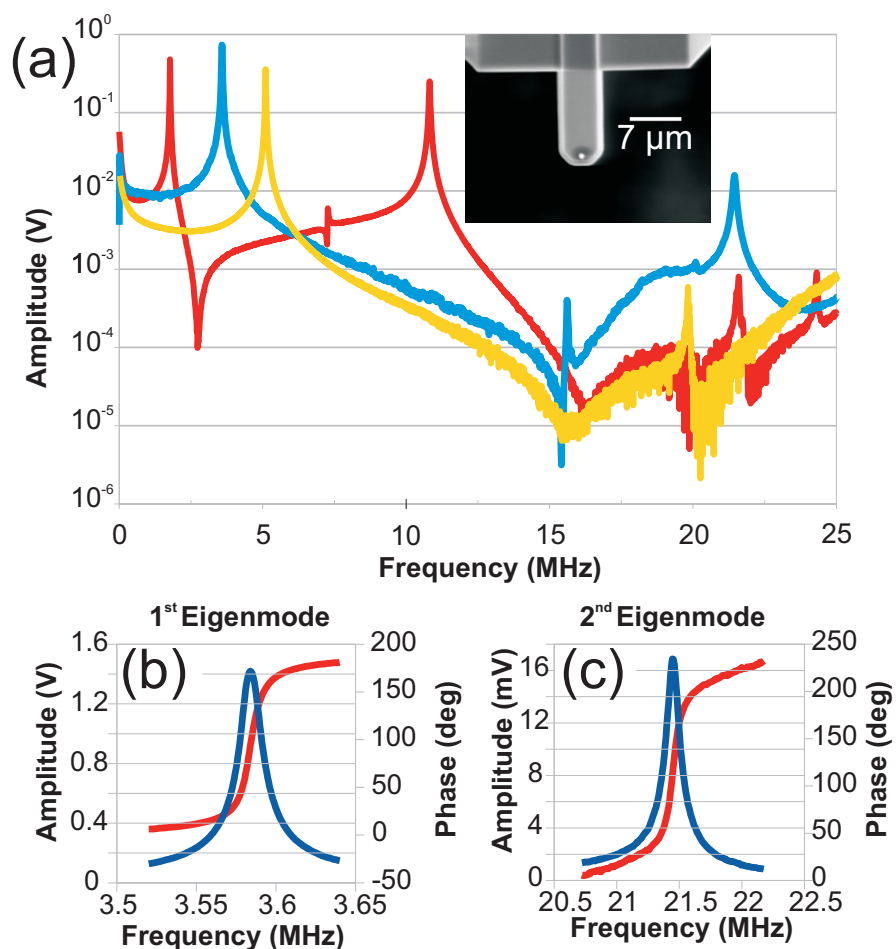 (a)
Amplitude (V)
10^0
10^-1
10^-2
10^-3
10^-4
10^-5
10^-6
7 µm
0 5 10 15 20 25
Frequency (MHz)
1st Eigenmode
(b)
Amplitude (V)
1.6
1.2
0.8
0.4
0
200
150
100
50
0
-50
Phase (deg)
3.5 3.55 3.6 3.65
Frequency (MHz)
2nd Eigenmode
(c)
Amplitude (mV)
16
12
8
4
0
250
200
150
100
50
0
Phase (deg)
20.5 21 21.5 22 22.5
Frequency (MHz)